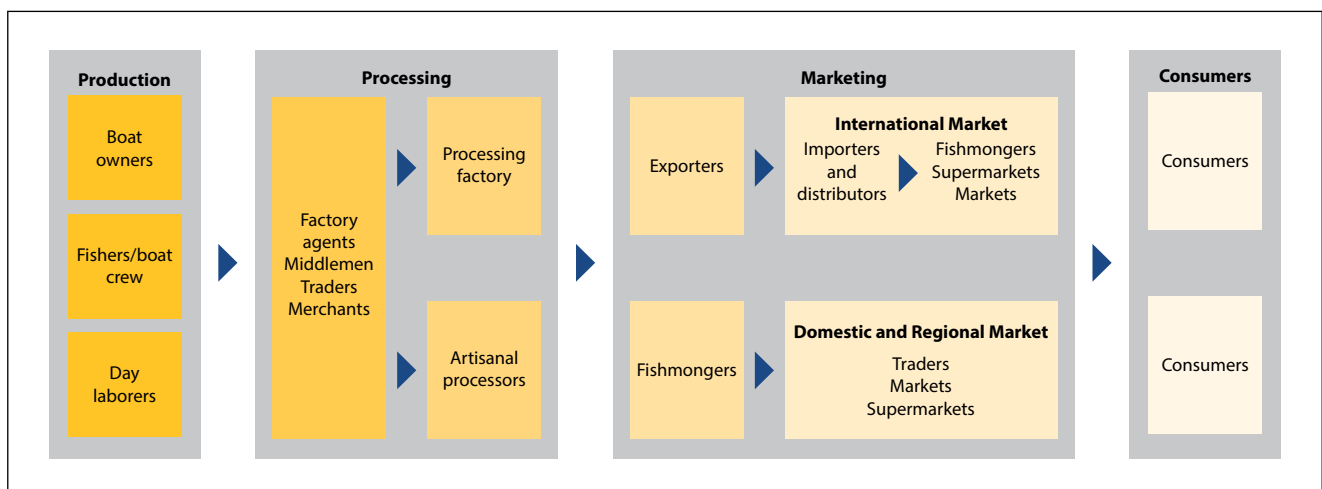 Production
Boat
owners
Fishers/boat
crew
Day
laborers
Processing
Factory
agents
Middlemen
Traders
Merchants
Processing
factory
Artisanal
processors
Marketing
Exporters
International Market
Importers
and
distributors
Fishmongers
Supermarkets
Markets
Fishmongers
Domestic and Regional Market
Traders
Markets
Supermarkets
Consumers
Consumers
Consumers